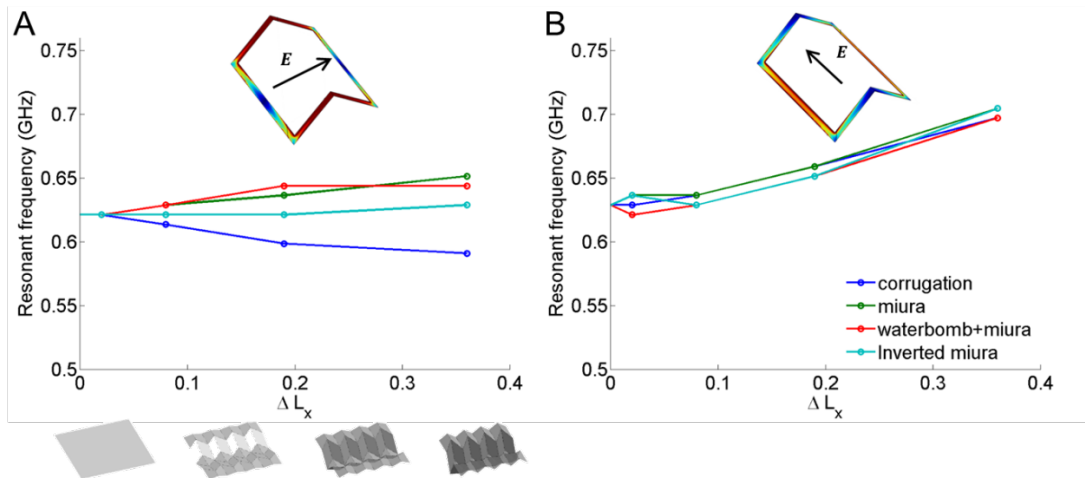 A
E
0.75
0.7
0.65
0.6
0.55
0.5
Resonant frequency (GHz)
0
0.1
0.2
0.3
0.4
Δ Lx
B
E
0.75
0.7
0.65
0.6
0.55
0.5
Resonant frequency (GHz)
corrugation
miura
waterbomb+miura
Inverted miura
0
0.1
0.2
0.3
0.4
Δ Lx